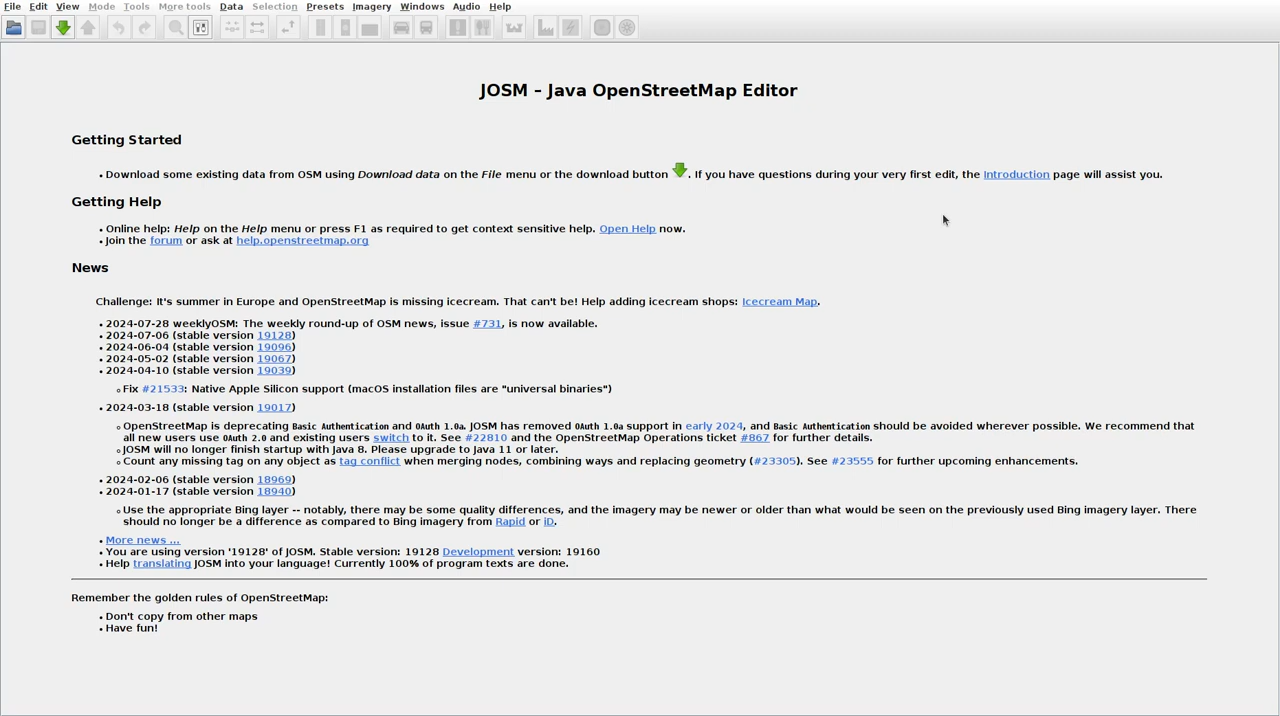 File Edit View Mode Tools More tools Data Selection Presets Imagery Windows Audio Help
JOSM – Java OpenStreetMap Editor
Getting Started
Download some existing data from OSM using Download data on the File menu or the download button . If you have questions during your very first edit, the Introduction page will assist you.
Getting Help
Online help: Help on the Help menu or press F1 as required to get context sensitive help. Open Help now.
Join the forum or ask at help.openstreetmap.org
News
Challenge: It's summer in Europe and OpenStreetMap is missing icecream. That can't be! Help adding icecream shops: Icecream Map.
2024-07-28 weeklyOSM: The weekly round-up of OSM news, issue #731, is now available.
2024-07-06 (stable version 19128)
2024-06-04 (stable version 19096)
2024-05-02 (stable version 19067)
2024-04-10 (stable version 19039)
Fix #21533: Native Apple Silicon support (macOS installation files are "universal binaries")
2024-03-18 (stable version 19017)
OpenStreetMap is deprecating Basic Authentication and OAuth 1.0a. JOSM has removed OAuth 1.0a support in early 2024, and Basic Authentication should be avoided wherever possible. We recommend that
all new users use OAuth 2.0 and existing users switch to it. See #22810 and the OpenStreetMap Operations ticket #867 for further details.
JOSM will no longer finish startup with Java 8. Please upgrade to Java 11 or later.
Count any missing tag on any object as tag conflict when merging nodes, combining ways and replacing geometry (#23305). See #23555 for further upcoming enhancements.
2024-02-06 (stable version 18969)
2024-01-17 (stable version 18940)
Use the appropriate Bing layer -- notably, there may be some quality differences, and the imagery may be newer or older than what would be seen on the previously used Bing imagery layer. There
should no longer be a difference as compared to Bing imagery from Rapid or iD.
More news ...
You are using version '19128' of JOSM. Stable version: 19128 Development version: 19160
Help translating JOSM into your language! Currently 100% of program texts are done.
Remember the golden rules of OpenStreetMap:
Don't copy from other maps
Have fun!